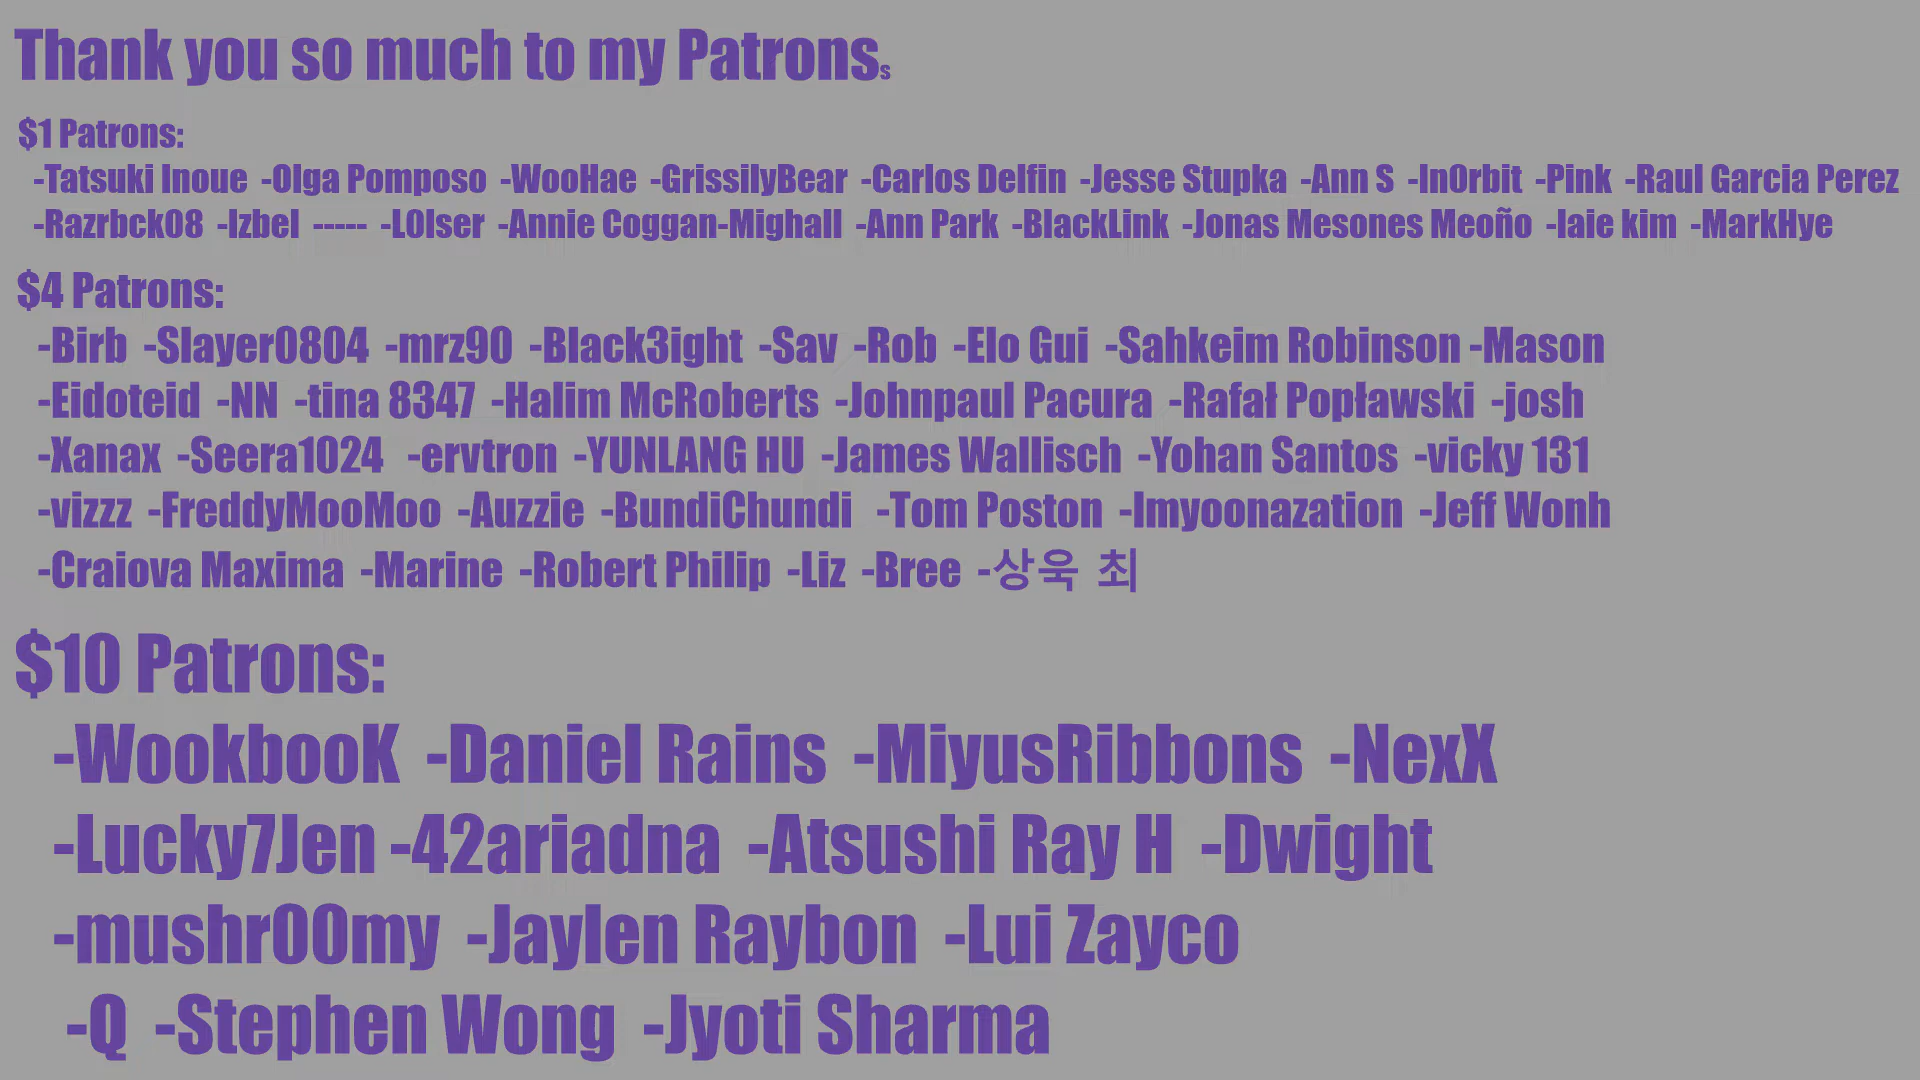 Thank you so much to my Patronss
$1 Patrons:
-Tatsuki Inoue -Olga Pomposo -WooHae -GrissilyBear -Carlos Delfin -Jesse Stupka -Ann S -InOrbit -Pink -Raul Garcia Perez
-Razrbck08 -Izbel ----- -L0lser -Annie Coggan-Mighall -Ann Park -BlackLink -Jonas Mesones Meoño -laie kim -MarkHye
$4 Patrons:
-Birb -Slayer0804 -mrz90 -Black3ight -Sav -Rob -Elo Gui -Sahkeim Robinson -Mason
-Eidoteid -NN -tina 8347 -Halim McRoberts -Johnpaul Pacura -Rafał Popławski -josh
-Xanax -Seera1024 -ervtron -YUNLANG HU -James Wallisch -Yohan Santos -vicky 131
-vizzz -FreddyMooMoo -Auzzie -BundiChundi -Tom Poston -Imyoonazation -Jeff Wonh
-Craiova Maxima -Marine -Robert Philip -Liz -Bree -상욱 최
$10 Patrons:
-WookbooK -Daniel Rains -MiyusRibbons -NexX
-Lucky7Jen -42ariadna -Atsushi Ray H -Dwight
-mushr00my -Jaylen Raybon -Lui Zayco
-Q -Stephen Wong -Jyoti Sharma